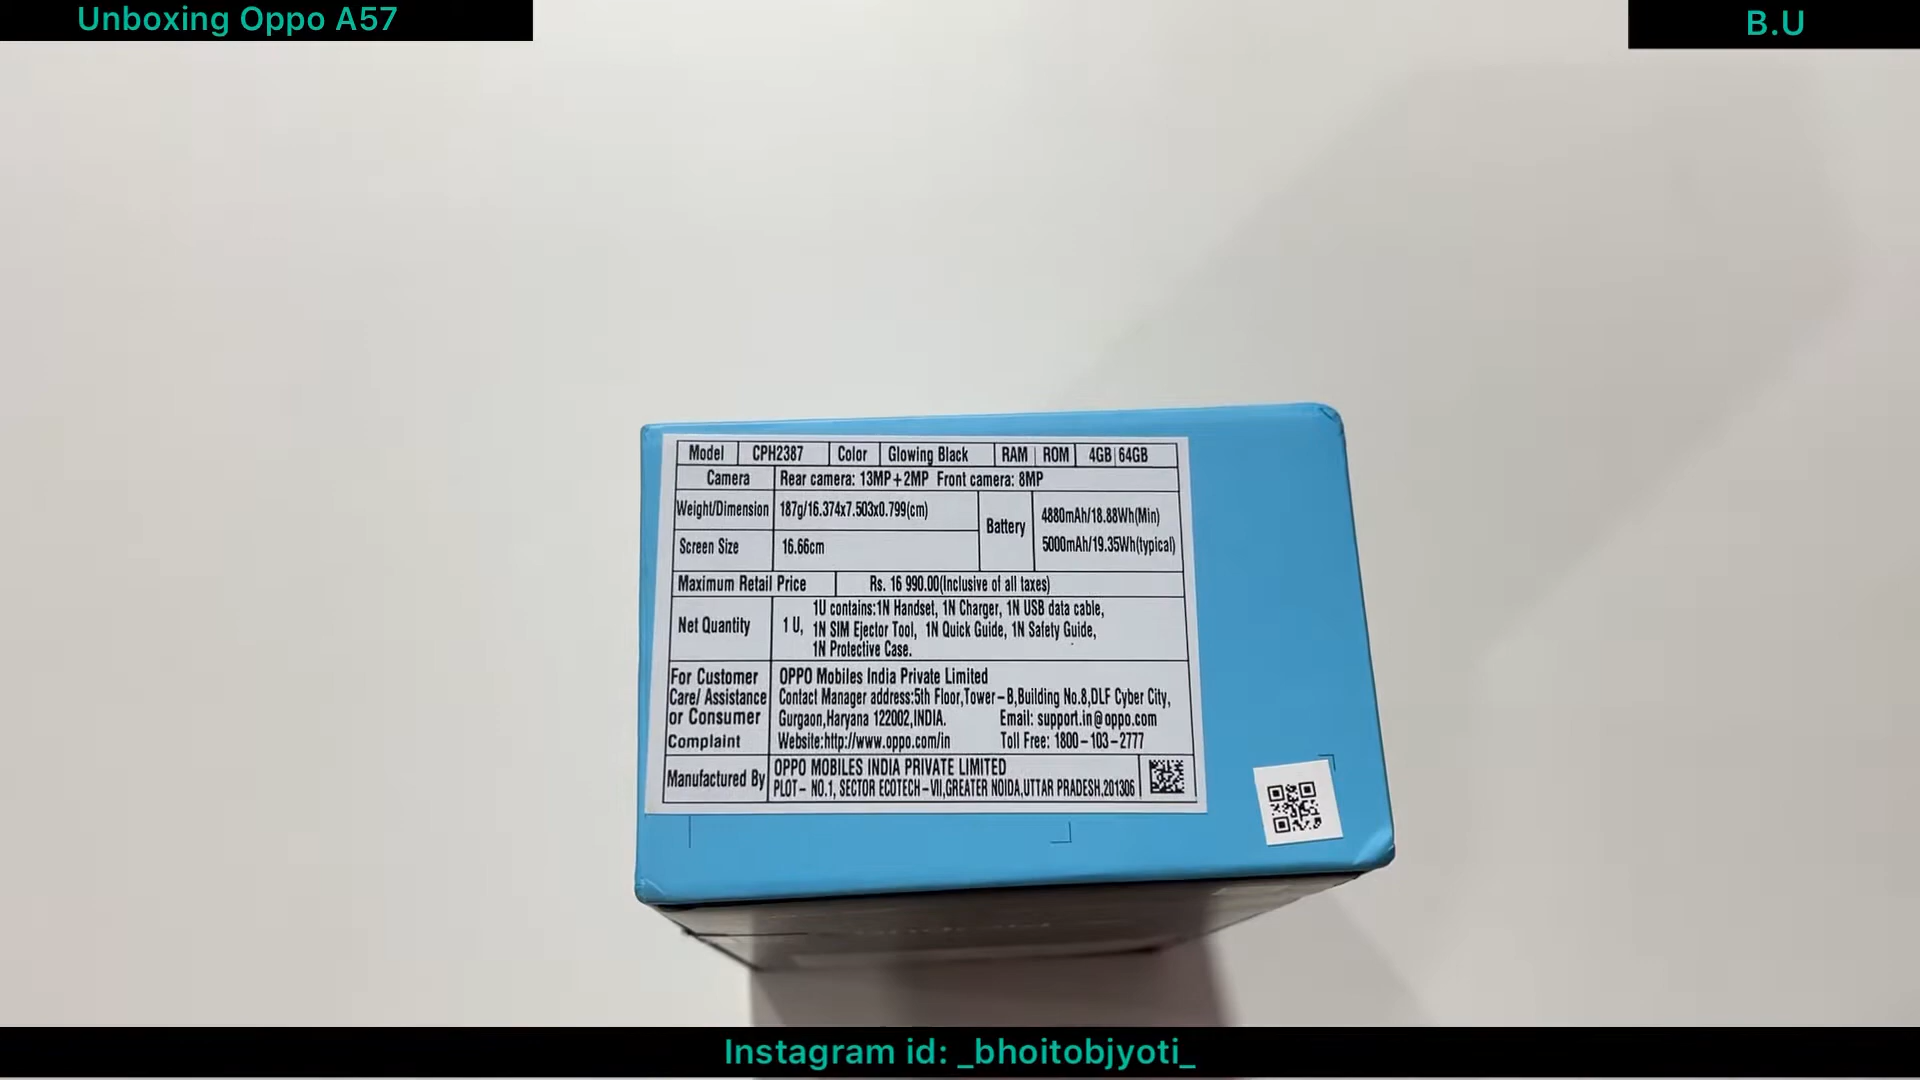 Unboxing Oppo A57
B.U
Model CPH2387 Color Glowing Black RAM ROM 4GB 64GB
Camera Rear camera: 13MP+2MP Front camera: 8MP
Weight/Dimension 187g/16.374x7.503x0.799(cm)
Battery 4880mAh/18.88Wh(Min)
5000mAh/19.35Wh(typical)
Screen Size 16.66cm
Maximum Retail Price Rs. 16 990.00(Inclusive of all taxes)
Net Quantity 1 U, 1U contains:1N Handset, 1N Charger, 1N USB data cable,
1N SIM Ejector Tool, 1N Quick Guide, 1N Safety Guide,
1N Protective Case.
For Customer OPPO Mobiles India Private Limited
Care/ Assistance Contact Manager address:5th Floor,Tower-B,Building No.8,DLF Cyber City,
or Consumer Gurgaon,Haryana 122002,INDIA. Email: support.in@oppo.com
Complaint Website:http://www.oppo.com/in Toll Free: 1800-103-2777
Manufactured By OPPO MOBILES INDIA PRIVATE LIMITED
PLOT- NO.1, SECTOR ECOTECH-VII,GREATER NOIDA,UTTAR PRADESH,201306
Instagram id: _bhoitobjyoti_